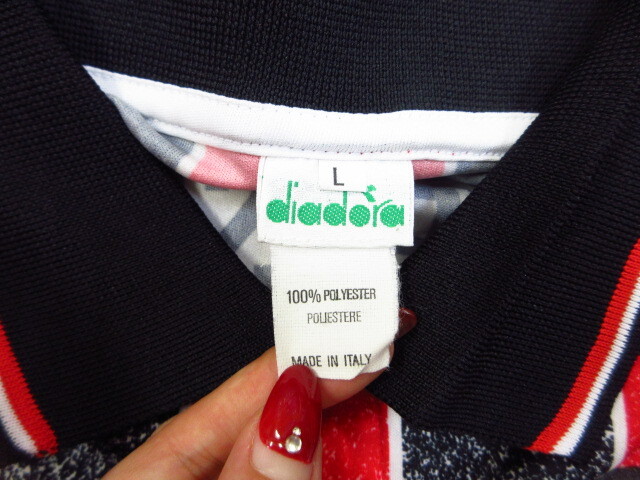 L
diadora
100% POLYESTER
POLIESTERE
MADE IN ITALY